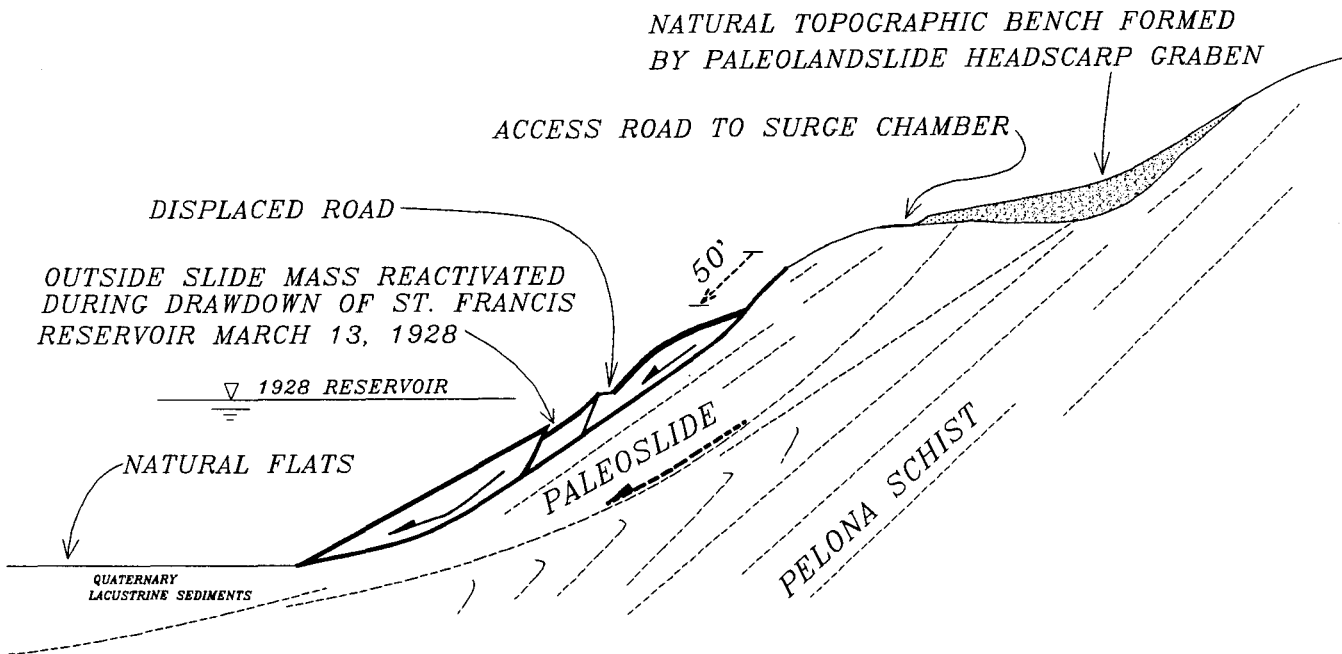 NATURAL TOPOGRAPHIC BENCH FORMED
BY PALEOLANDSLIDE HEADSCARP GRABEN
ACCESS ROAD TO SURGE CHAMBER
DISPLACED ROAD
50'
OUTSIDE SLIDE MASS REACTIVATED
DURING DRAWDOWN OF ST. FRANCIS
RESERVOIR MARCH 13, 1928
1928 RESERVOIR
NATURAL FLATS
PALEOSLIDE
PELONA SCHIST
QUATERNARY
LACUSTRINE SEDIMENTS